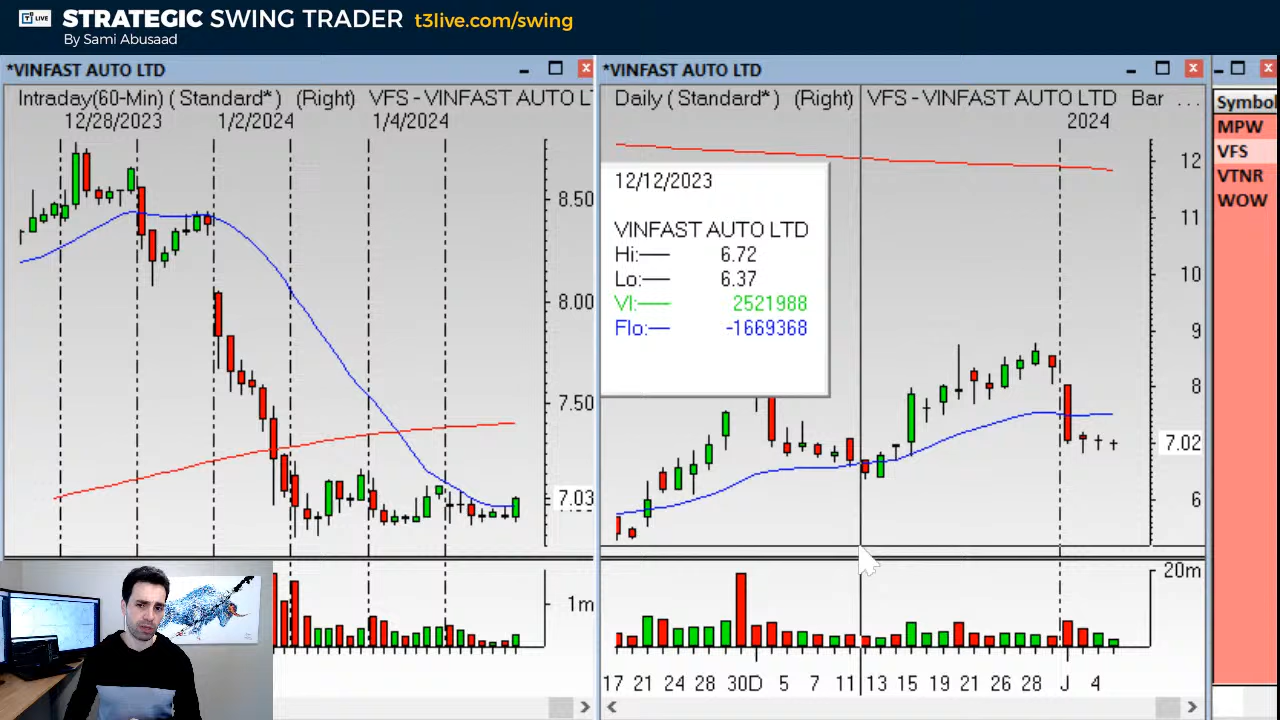 LIVE STRATEGIC SWING TRADER t3live.com/swing
By Sami Abusaad
*VINFAST AUTO LTD
Intraday(60-Min) ( Standard* ) (Right) VFS - VINFAST AUTO LT
12/28/2023 1/2/2024 1/4/2024
8.50
8.00
7.50
7.03
1m
*VINFAST AUTO LTD
Daily ( Standard* ) (Right) VFS - VINFAST AUTO LTD Bar ...
2024
12/12/2023
VINFAST AUTO LTD
Hi: 6.72
Lo: 6.37
Vl: 2521988
Flo: -1669368
12
11
10
9
8
7.02
6
20m
17 21 24 28 30D 5 7 11 13 15 19 21 26 28 J 4
Symbol
MPW
VFS
VTNR
WOW